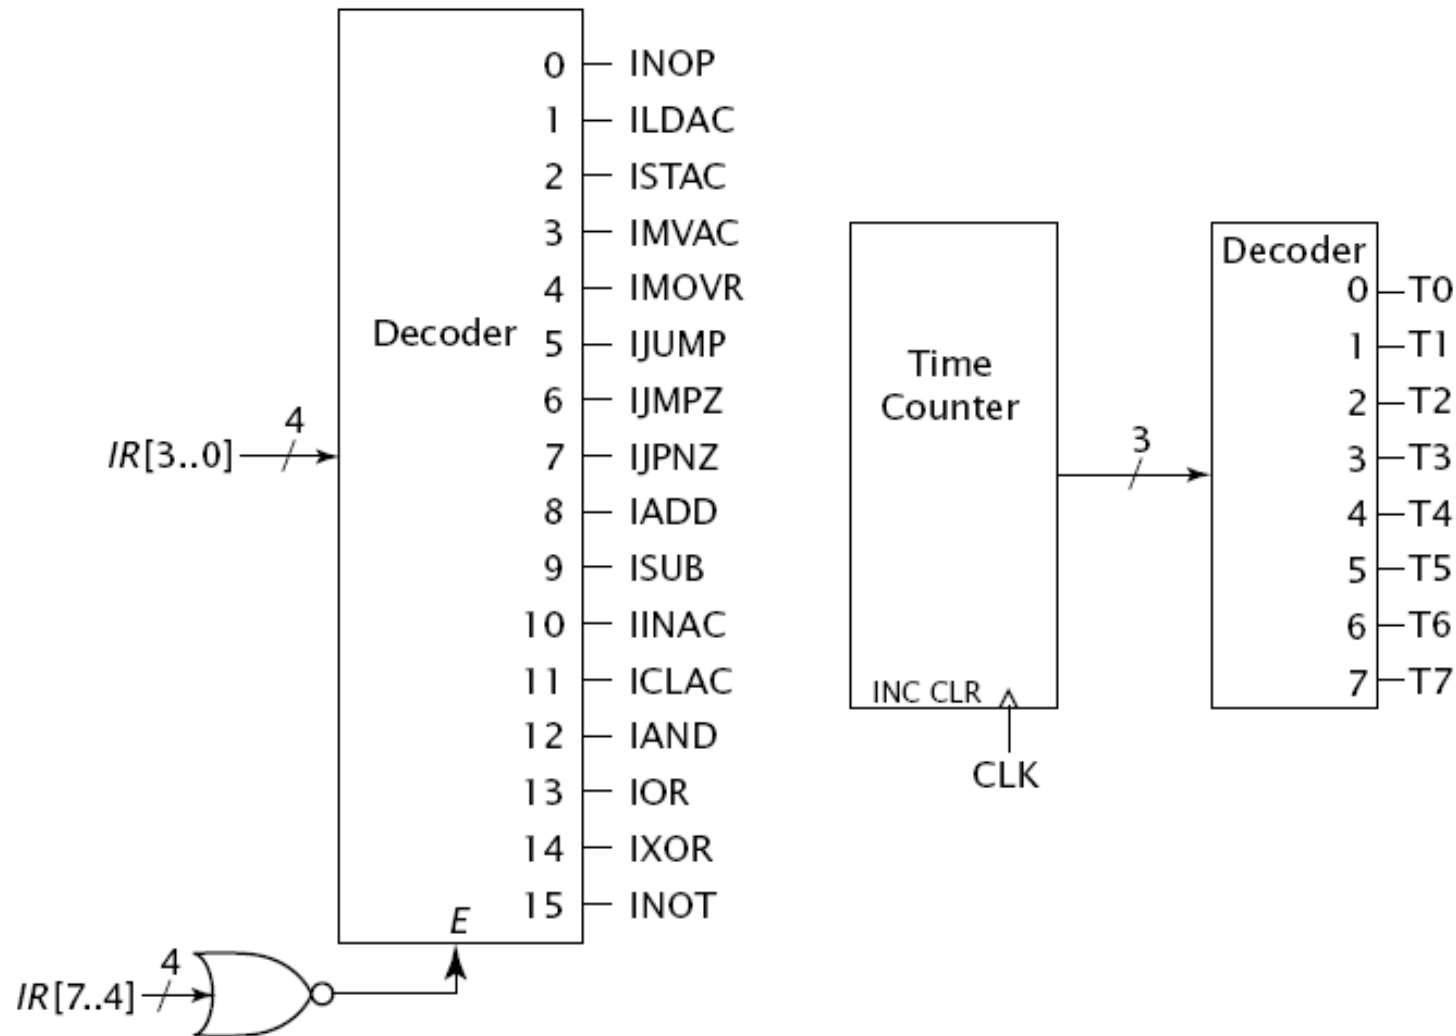 0 INOP
1 ILDAC
2 ISTAC
3 IMVAC
4 IMOVR
Decoder
5 IJUMP
6 IJMPZ
7 IJPNZ
8 IADD
9 ISUB
10 IINAC
11 ICLAC
12 IAND
13 IOR
14 IXOR
15 INOT
E
4
IR[3..0]
4
IR[7..4]
Time
Counter
INC CLR
CLK
3
Decoder
0 T0
1 T1
2 T2
3 T3
4 T4
5 T5
6 T6
7 T7